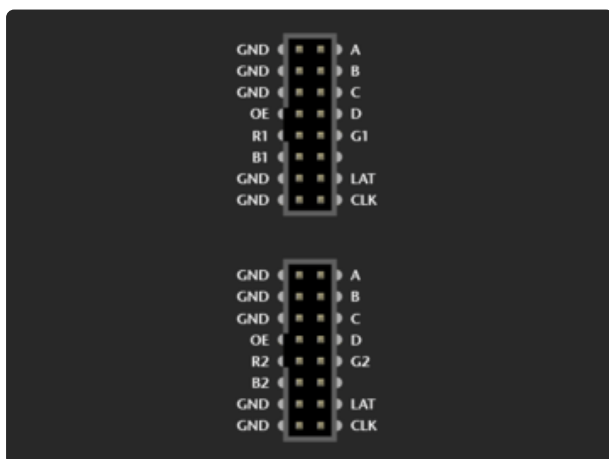 GND A
GND B
GND C
OE D
R1 G1
B1
GND LAT
GND CLK
GND A
GND B
GND C
OE D
R2 G2
B2
GND LAT
GND CLK